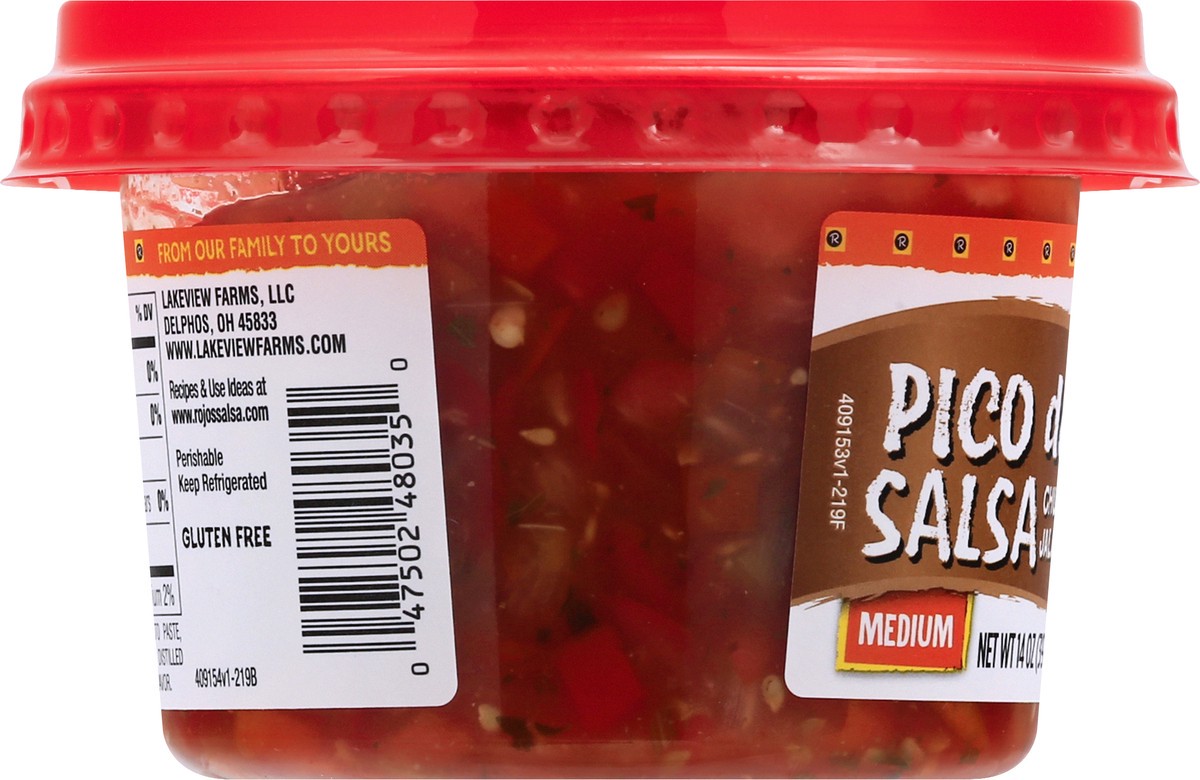 FROM OUR FAMILY TO YOURS
% DV
0%
0%
0%
2%
PASTE,
LAKEVIEW FARMS, LLC
DELPHOS, OH 45833
WWW.LAKEVIEWFARMS.COM
Recipes & Use Ideas at
www.rojossalsa.com
Perishable
Keep Refrigerated
GLUTEN FREE
0 47502 48035 0
409154v1-219B
R R R R R
409153v1-219F
PICO
SALSA
MEDIUM
NET WT 14 OZ